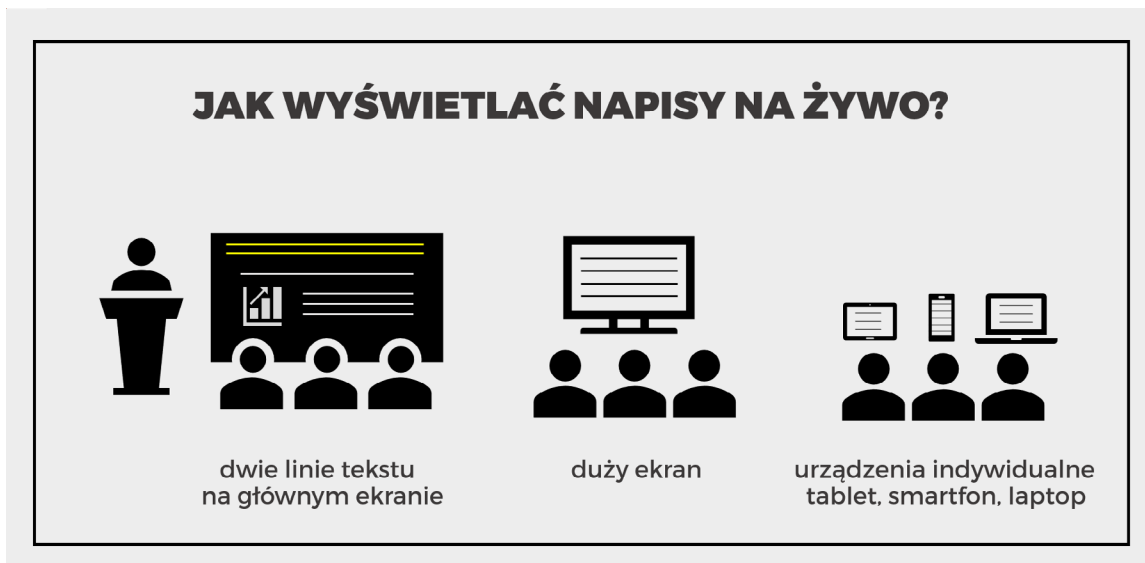 JAK WYŚWIETLAĆ NAPISY NA ŻYWO?
dwie linie tekstu
na głównym ekranie
duży ekran
urządzenia indywidualne
tablet, smartfon, laptop